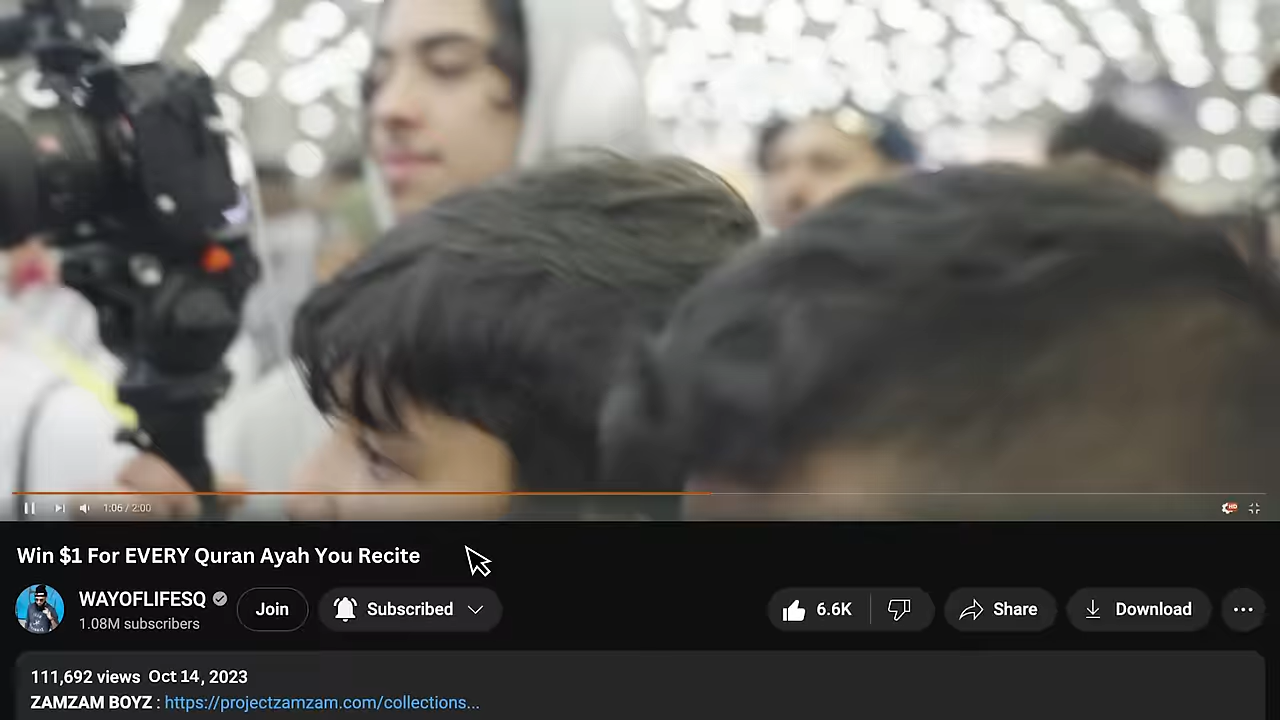 1:06 / 2:00
HD
Win $1 For EVERY Quran Ayah You Recite
WAYOFLIFESQ
1.08M subscribers
Join
Subscribed
6.6K
Share
Download
111,692 views Oct 14, 2023
ZAMZAM BOYZ : https://projectzamzam.com/collections...